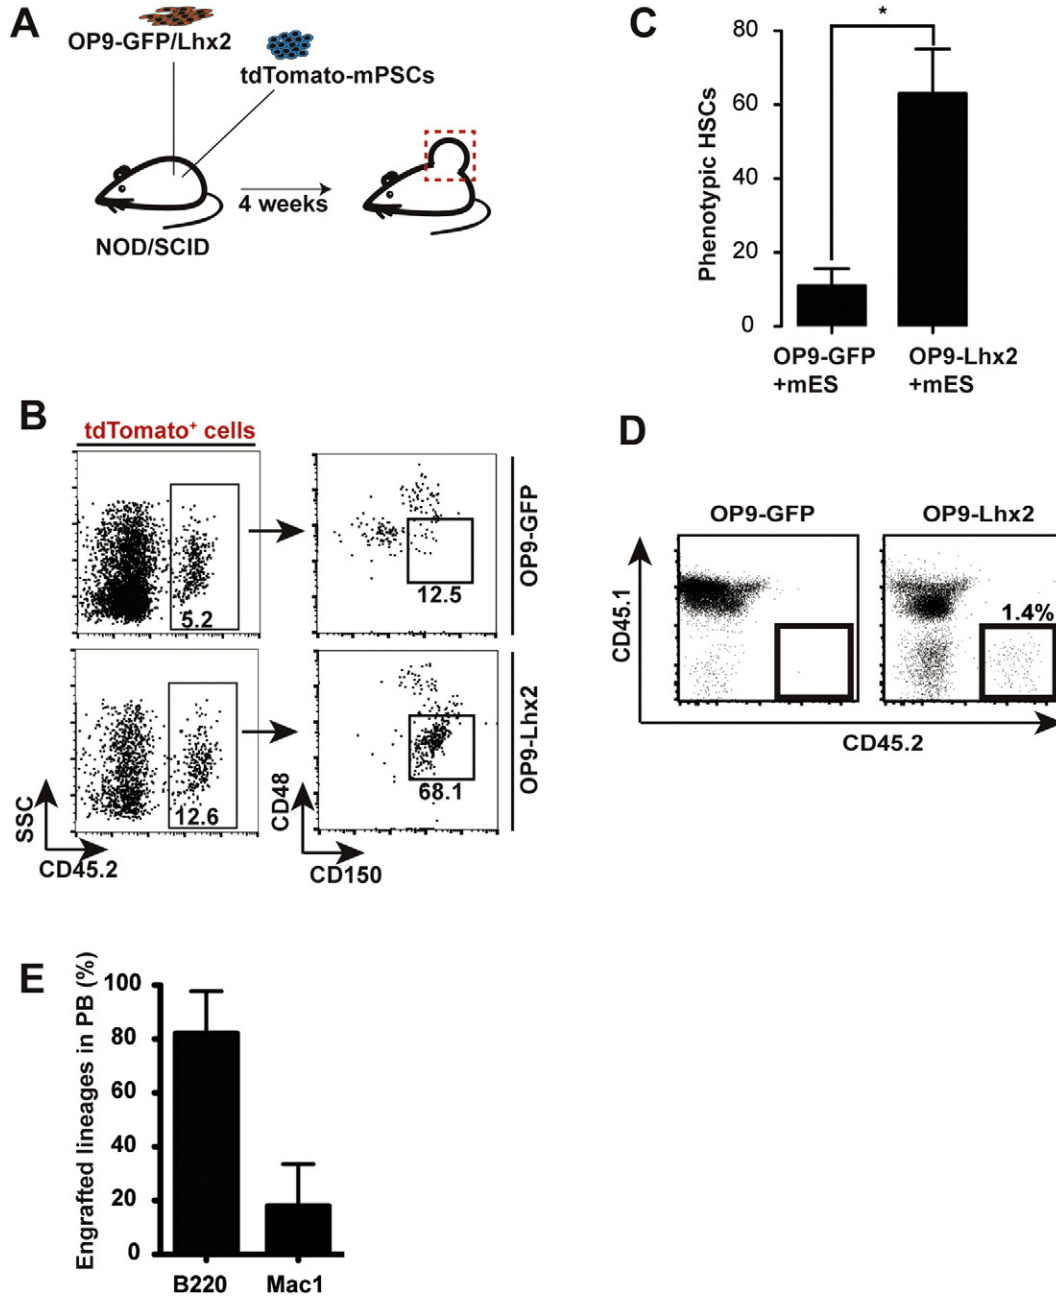 A
OP9-GFP/Lhx2
tdTomato-mPSCs
4 weeks
NOD/SCID
C
*
Phenotypic HSCs
80
60
40
20
0
OP9-GFP
+mES
OP9-Lhx2
+mES
B
tdTomato+ cells
5.2
12.5
OP9-GFP
12.6
68.1
OP9-Lhx2
SSC
CD45.2
CD48
CD150
D
OP9-GFP
OP9-Lhx2
CD45.1
1.4%
CD45.2
E
Engrafted lineages in PB (%)
100
80
60
40
20
0
B220
Mac1